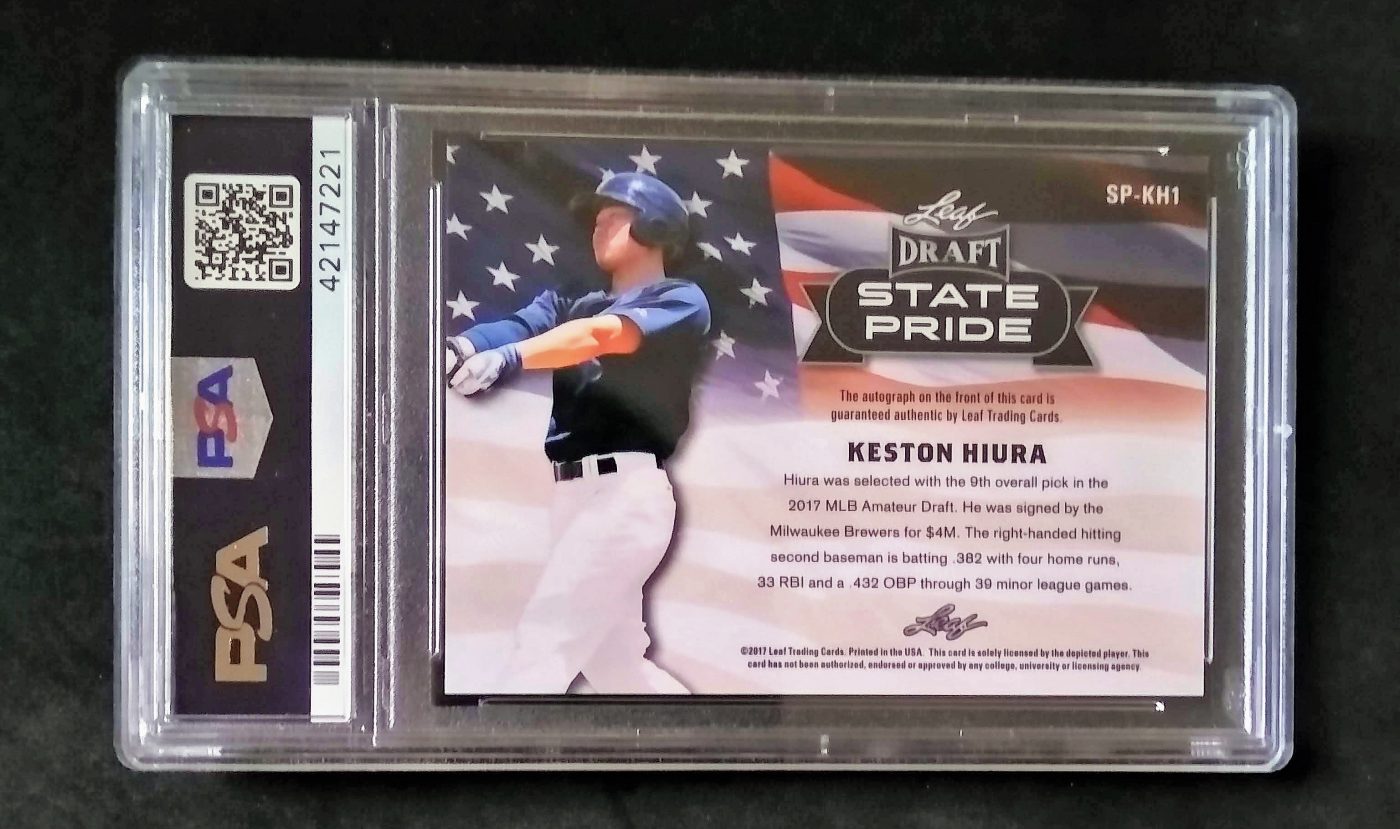 42147221
PSA
PSA
SP-KH1
Leaf
DRAFT
STATE
PRIDE
The autograph on the front of this card is
guaranteed authentic by Leaf Trading Cards.
KESTON HIURA
Hiura was selected with the 9th overall pick in the
2017 MLB Amateur Draft. He was signed by the
Milwaukee Brewers for $4M. The right-handed hitting
second baseman is batting .382 with four home runs,
33 RBI and a .432 OBP through 39 minor league games.
Leaf
©2017 Leaf Trading Cards. Printed in the USA. This card is solely licensed by the depicted player. This
card has not been authorized, endorsed or approved by any college, university or licensing agency.